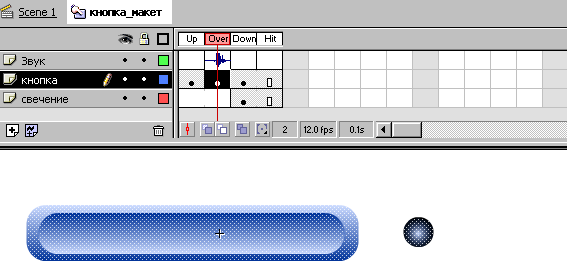 Scene 1 кнопка_макет
Up Over Down Hit
Звук
кнопка
свечение
2 12.0 fps 0.1s